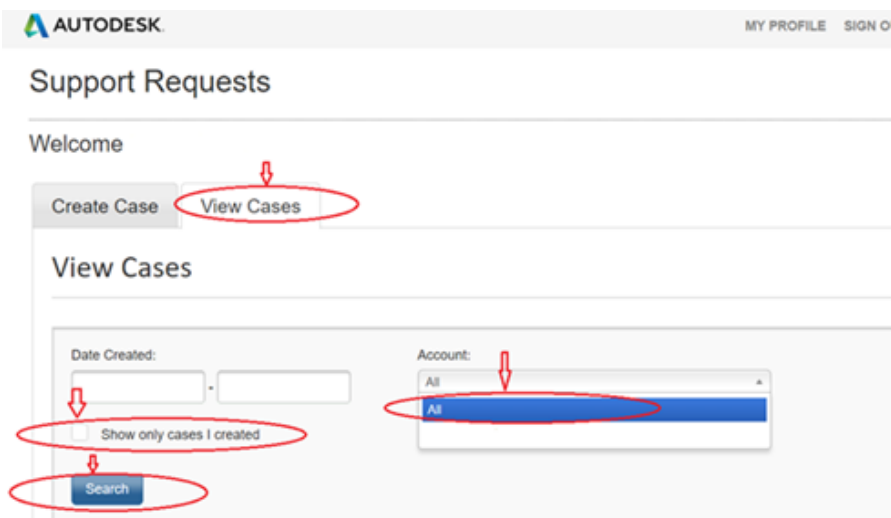 AUTODESK.
MY PROFILE SIGN O
Support Requests
Welcome
Create Case View Cases
View Cases
Date Created: Account:
- All
All
Show only cases I created
Search